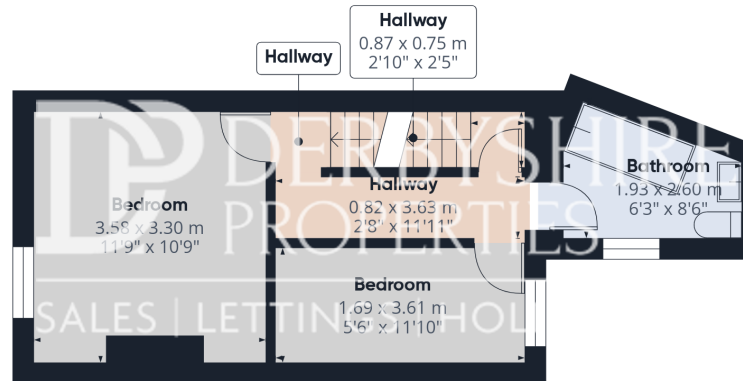 Hallway
0.87 x 0.75 m
2'10" x 2'5"
Hallway
DP DERBYSHIRE
PROPERTIES
SALES | LETTINGS | HOL
Bedroom
3.58 x 3.30 m
11'9" x 10'9"
Hallway
0.82 x 3.63 m
2'8" x 11'11"
Bathroom
1.93 x 2.60 m
6'3" x 8'6"
Bedroom
1.69 x 3.61 m
5'6" x 11'10"